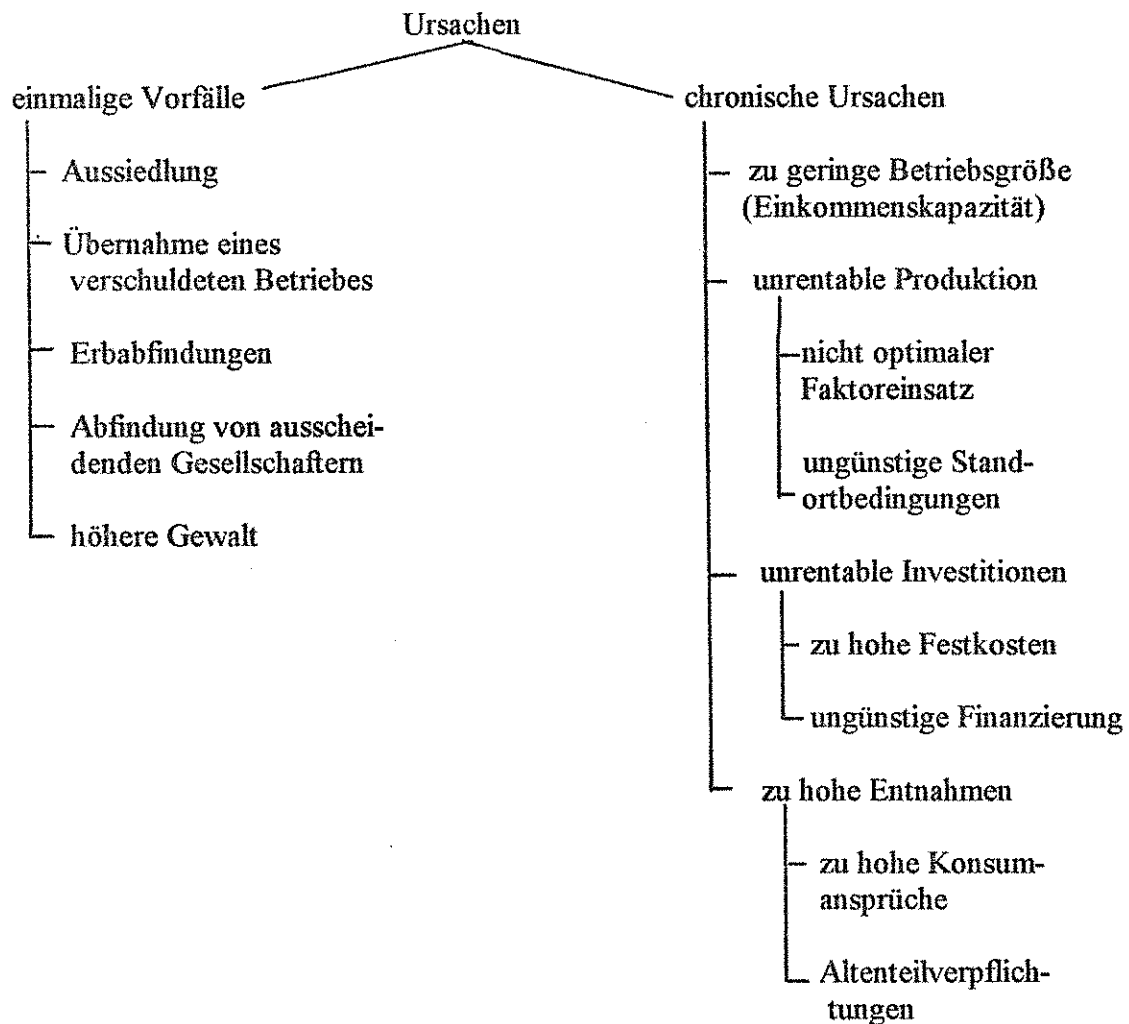 Ursachen
einmalige Vorfälle
Aussiedlung
Übernahme eines
verschuldeten Betriebes
Erbabfindungen
Abfindung von ausschei-
denden Gesellschaftern
höhere Gewalt
chronische Ursachen
zu geringe Betriebsgröße
(Einkommenskapazität)
unrentable Produktion
nicht optimaler
Faktoreinsatz
ungünstige Stand-
ortbedingungen
unrentable Investitionen
zu hohe Festkosten
ungünstige Finanzierung
zu hohe Entnahmen
zu hohe Konsum-
ansprüche
Altenteilverpflich-
tungen